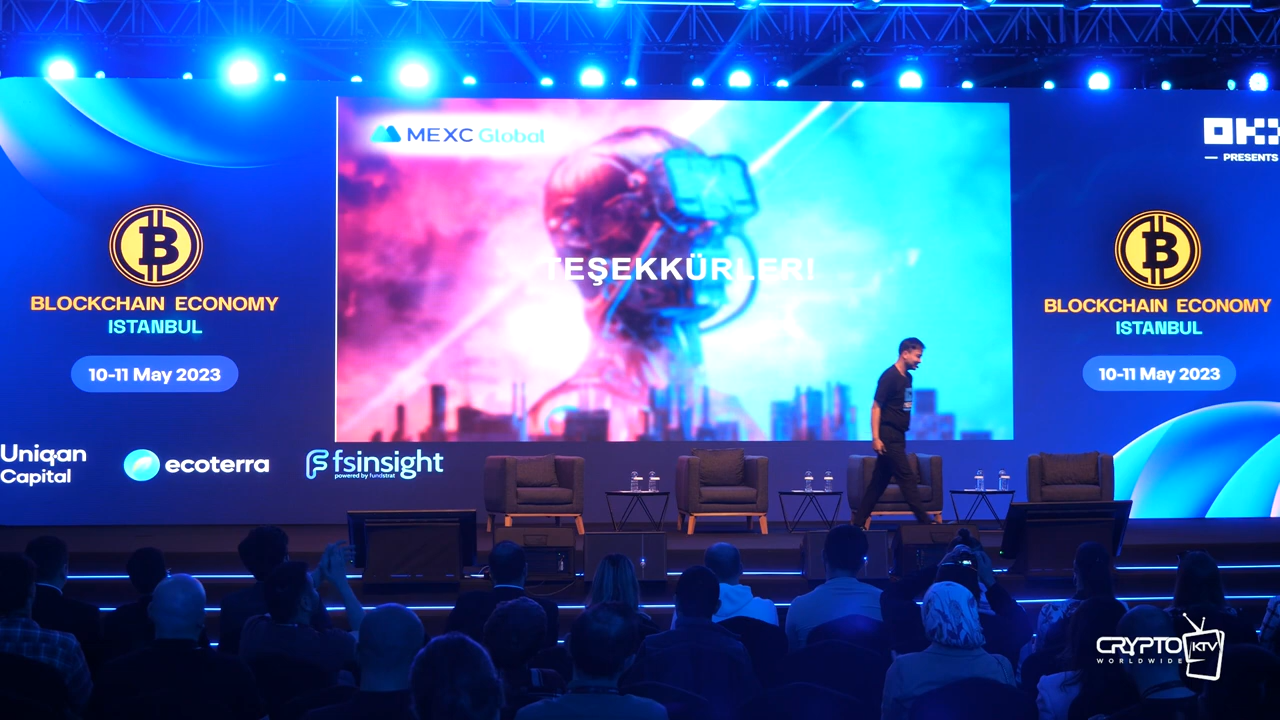 MEXC Global
TEŞEKKÜRLER!
PRESENTS
BLOCKCHAIN ECONOMY
ISTANBUL
10-11 May 2023
BLOCKCHAIN ECONOMY
ISTANBUL
10-11 May 2023
Uniqan
Capital
ecoterra
fsinsight
powered by fundstrat
CRYPTO KTV
WORLDWIDE